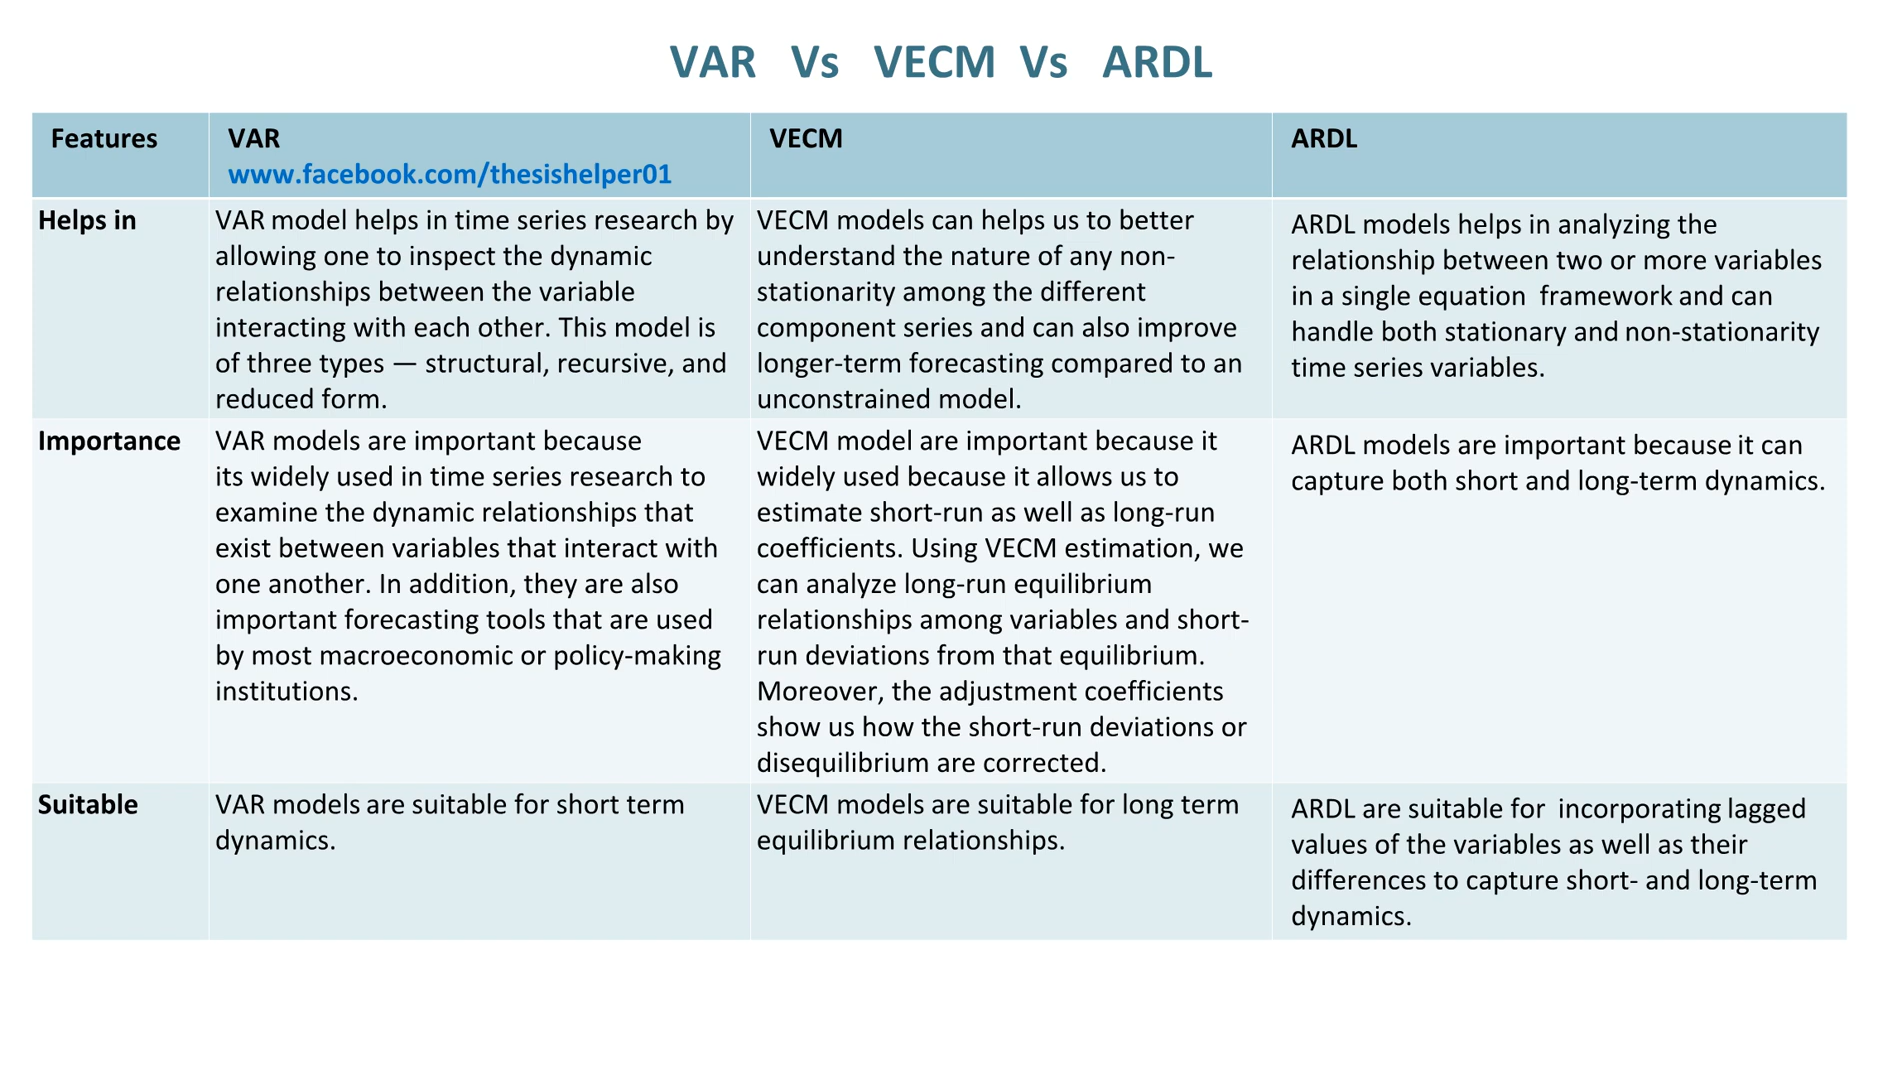 VAR Vs VECM Vs ARDL
Features
VAR
www.facebook.com/thesishelper01
VECM
ARDL
Helps in
VAR model helps in time series research by
allowing one to inspect the dynamic
relationships between the variable
interacting with each other. This model is
of three types — structural, recursive, and
reduced form.
VECM models can helps us to better
understand the nature of any non-
stationarity among the different
component series and can also improve
longer-term forecasting compared to an
unconstrained model.
ARDL models helps in analyzing the
relationship between two or more variables
in a single equation framework and can
handle both stationary and non-stationarity
time series variables.
Importance
VAR models are important because
its widely used in time series research to
examine the dynamic relationships that
exist between variables that interact with
one another. In addition, they are also
important forecasting tools that are used
by most macroeconomic or policy-making
institutions.
VECM model are important because it
widely used because it allows us to
estimate short-run as well as long-run
coefficients. Using VECM estimation, we
can analyze long-run equilibrium
relationships among variables and short-
run deviations from that equilibrium.
Moreover, the adjustment coefficients
show us how the short-run deviations or
disequilibrium are corrected.
ARDL models are important because it can
capture both short and long-term dynamics.
Suitable
VAR models are suitable for short term
dynamics.
VECM models are suitable for long term
equilibrium relationships.
ARDL are suitable for incorporating lagged
values of the variables as well as their
differences to capture short- and long-term
dynamics.